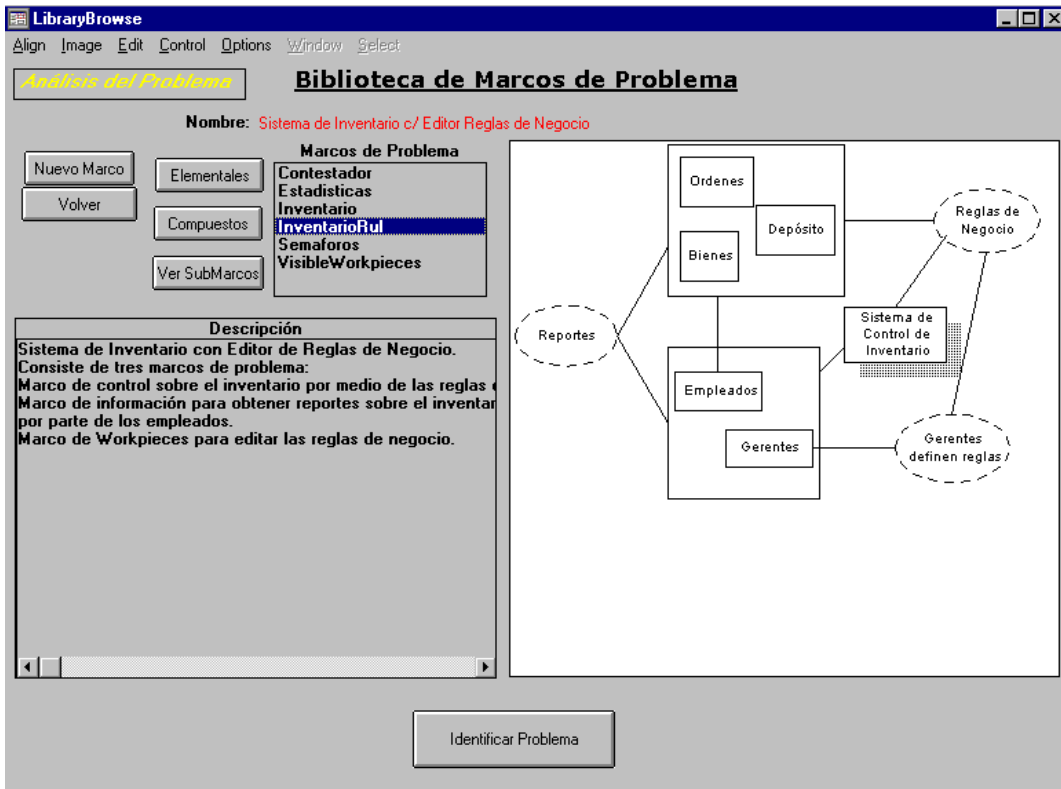 LibraryBrowse
Align Image Edit Control Options Window Select
Análisis del Problema
Biblioteca de Marcos de Problema
Nombre: Sistema de Inventario c/ Editor Reglas de Negocio
Nuevo Marco
Volver
Elementales
Compuestos
Ver SubMarcos
Marcos de Problema
Contestador
Estadisticas
Inventario
InventarioRul
Semaforos
VisibleWorkpieces
Descripción
Sistema de Inventario con Editor de Reglas de Negocio.
Consiste de tres marcos de problema:
Marco de control sobre el inventario por medio de las reglas
Marco de información para obtener reportes sobre el inventar
por parte de los empleados.
Marco de Workpieces para editar las reglas de negocio.
Ordenes
Depósito
Bienes
Reglas de
Negocio
Reportes
Sistema de
Control de
Inventario
Empleados
Gerentes
Gerentes
definen reglas
Identificar Problema